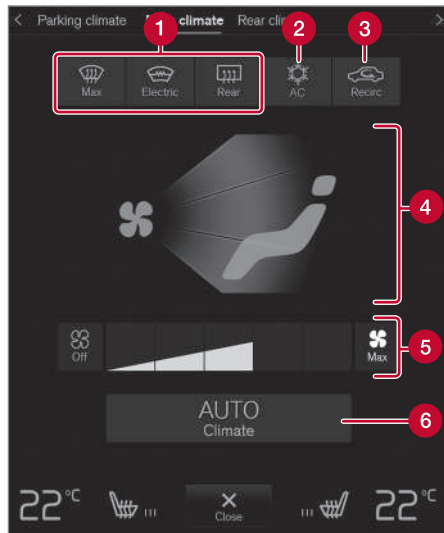 Parking climate climate Rear
1 2 3
Max Electric Rear AC Recirc
4
Off Max 5
AUTO 6
Climate
22°C Close 22°C